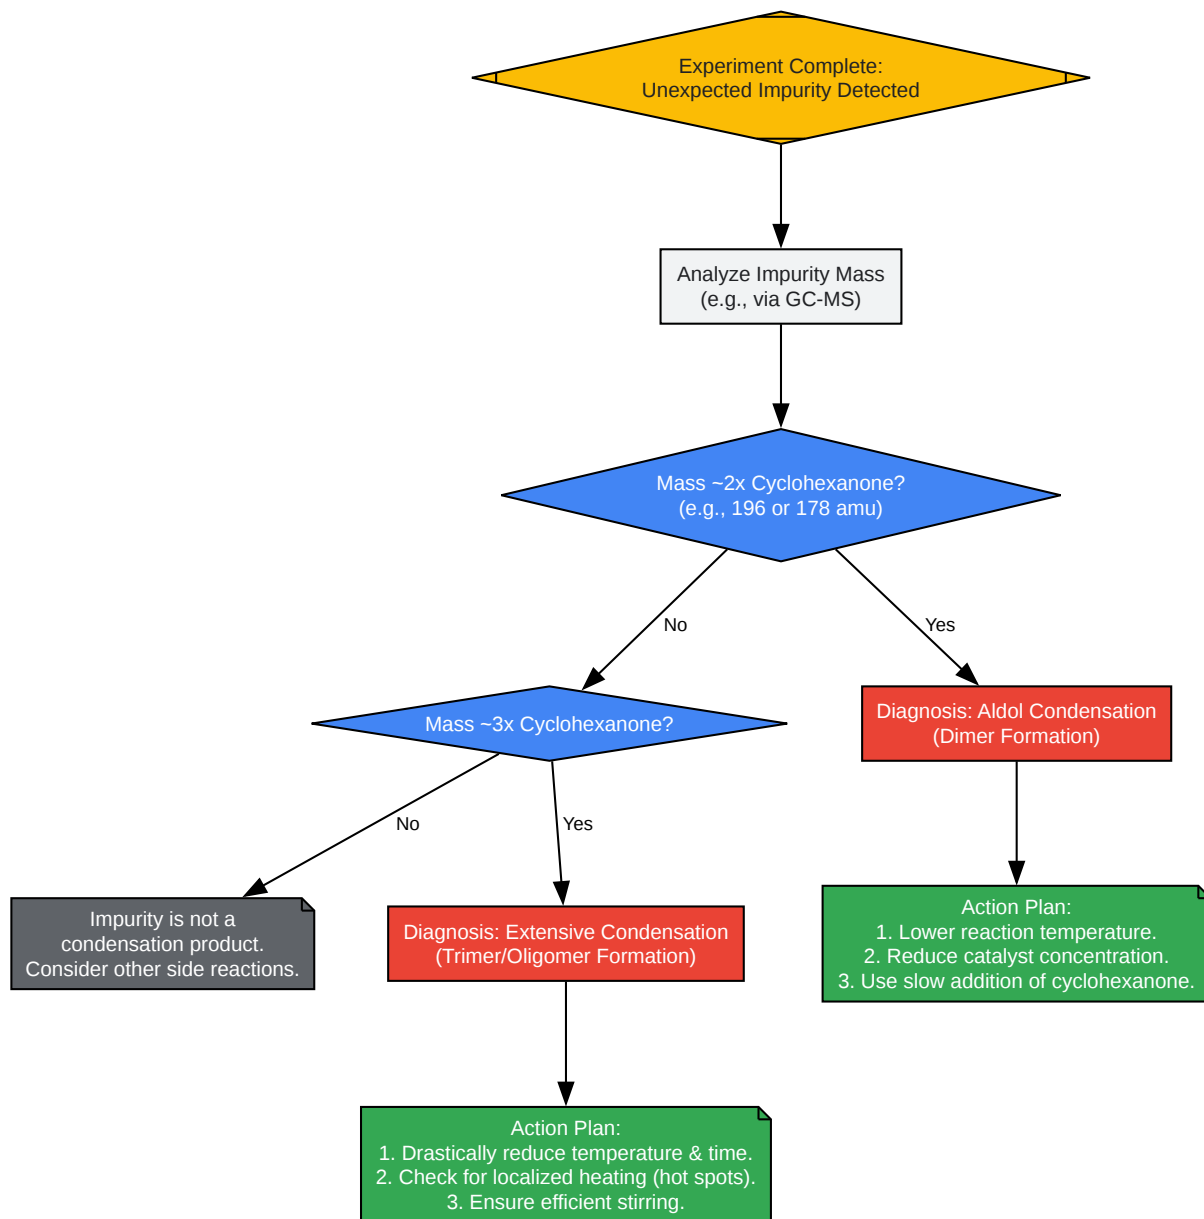 Experiment Complete:
Unexpected Impurity Detected
Analyze Impurity Mass
(e.g., via GC-MS)
Mass ~2x Cyclohexanone?
(e.g., 196 or 178 amu)
No
Yes
Mass ~3x Cyclohexanone?
Diagnosis: Aldol Condensation
(Dimer Formation)
No
Yes
Impurity is not a
condensation product.
Consider other side reactions.
Diagnosis: Extensive Condensation
(Trimer/Oligomer Formation)
Action Plan:
1. Lower reaction temperature.
2. Reduce catalyst concentration.
3. Use slow addition of cyclohexanone.
Action Plan:
1. Drastically reduce temperature & time.
2. Check for localized heating (hot spots).
3. Ensure efficient stirring.